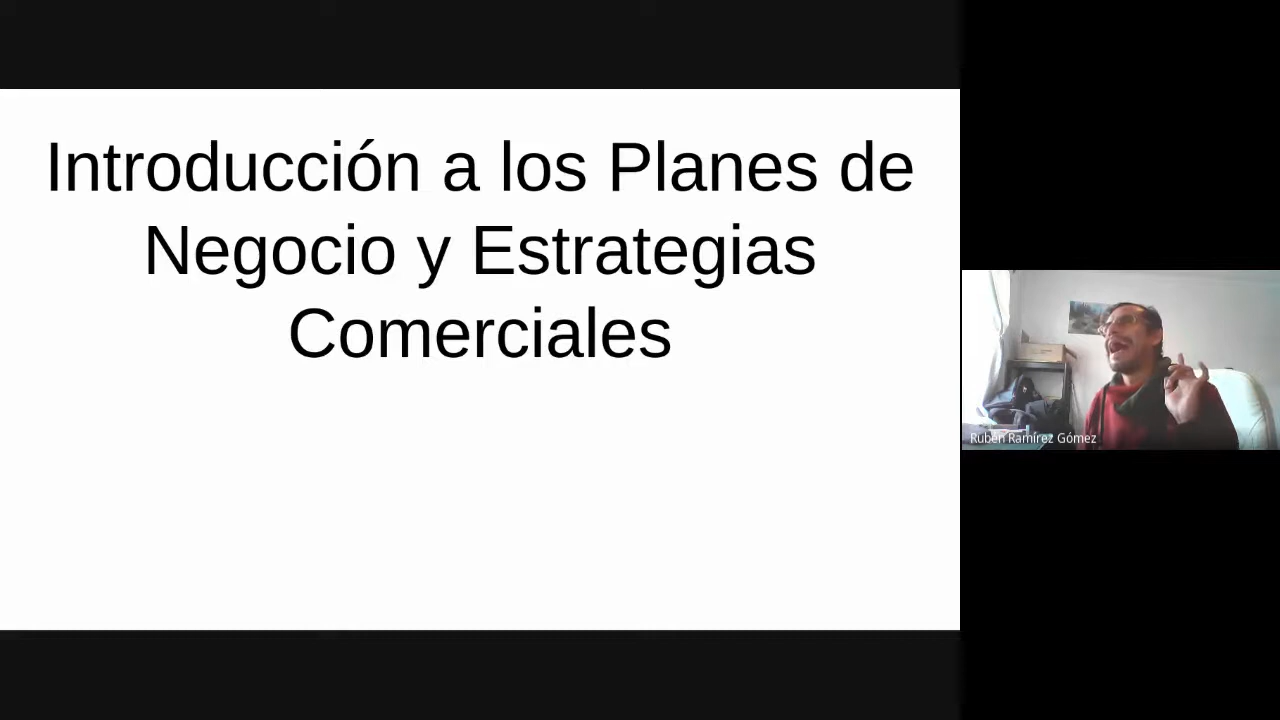 Introducción a los Planes de
Negocio y Estrategias
Comerciales
Rubén Ramírez Gómez